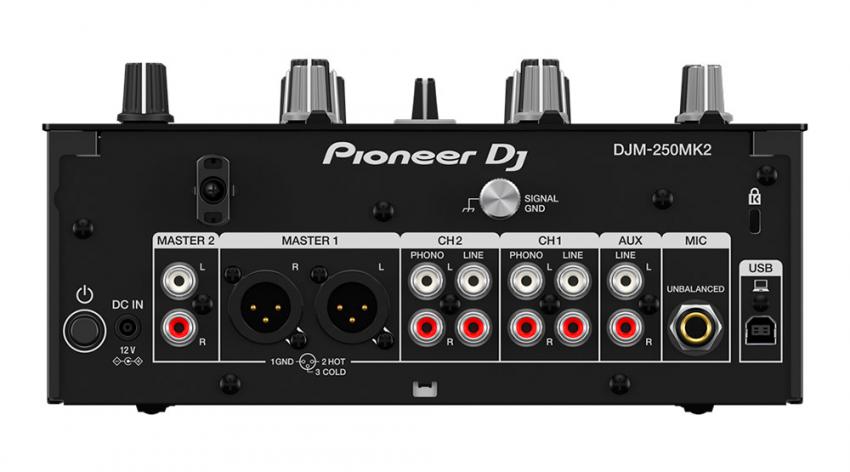 Pioneer Dj
DJM-250MK2
SIGNAL
GND
MASTER 2
MASTER 1
CH2
CH1
AUX
MIC
PHONO LINE
PHONO LINE
LINE
USB
L
R
L
L
L
L
UNBALANCED
DC IN
12 V
R
R
R
R
1 GND
2 HOT
3 COLD
K